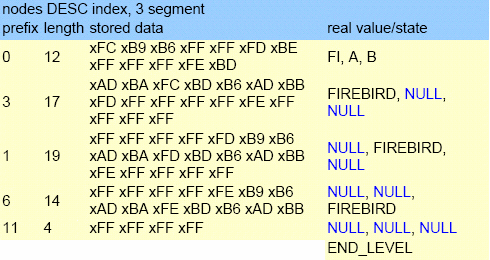 nodes DESC index, 3 segment
prefix length stored data real value/state
0 12 xFC xB9 xB6 xFF xFF xFD xBE
xFF xFF xFF xFE xBD FI, A, B
3 17 xAD xBA xFC xBD xB6 xAD xBB
xFD xFF xFF xFF xFF xFE xFF
xFF xFF xFF FIREBIRD, NULL,
NULL
1 19 xFF xFF xFF xFF xFD xB9 xB6
xAD xBA xFD xBD xB6 xAD xBB
xFE xFF xFF xFF xFF NULL, FIREBIRD,
NULL
6 14 xFF xFF xFF xFF xFE xB9 xB6
xAD xBA xFE xBD xB6 xAD xBB NULL, NULL,
FIREBIRD
11 4 xFF xFF xFF xFF NULL, NULL, NULL
END_LEVEL